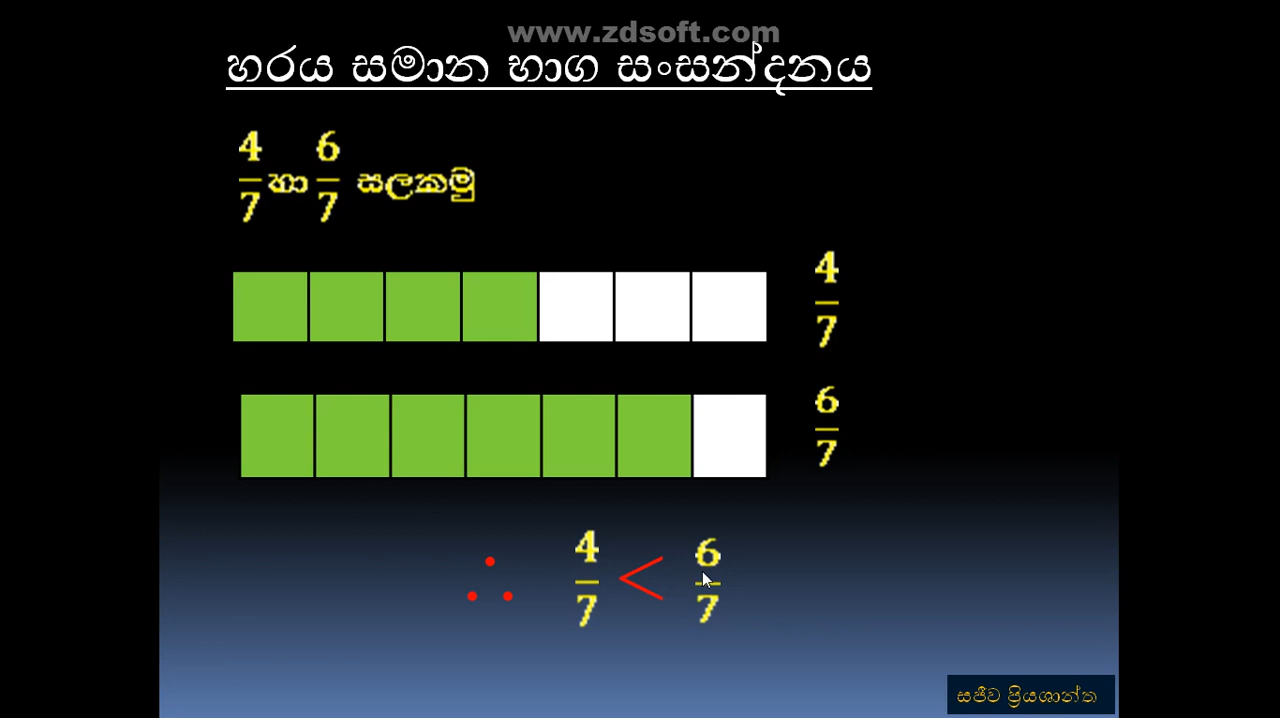 www.zdsoft.com
හරය සමාන භාග සංසන්දනය
4/7 හා 6/7 සලකමු
4/7
6/7
∴ 4/7 < 6/7
සජීව ප්‍රියශාන්ත